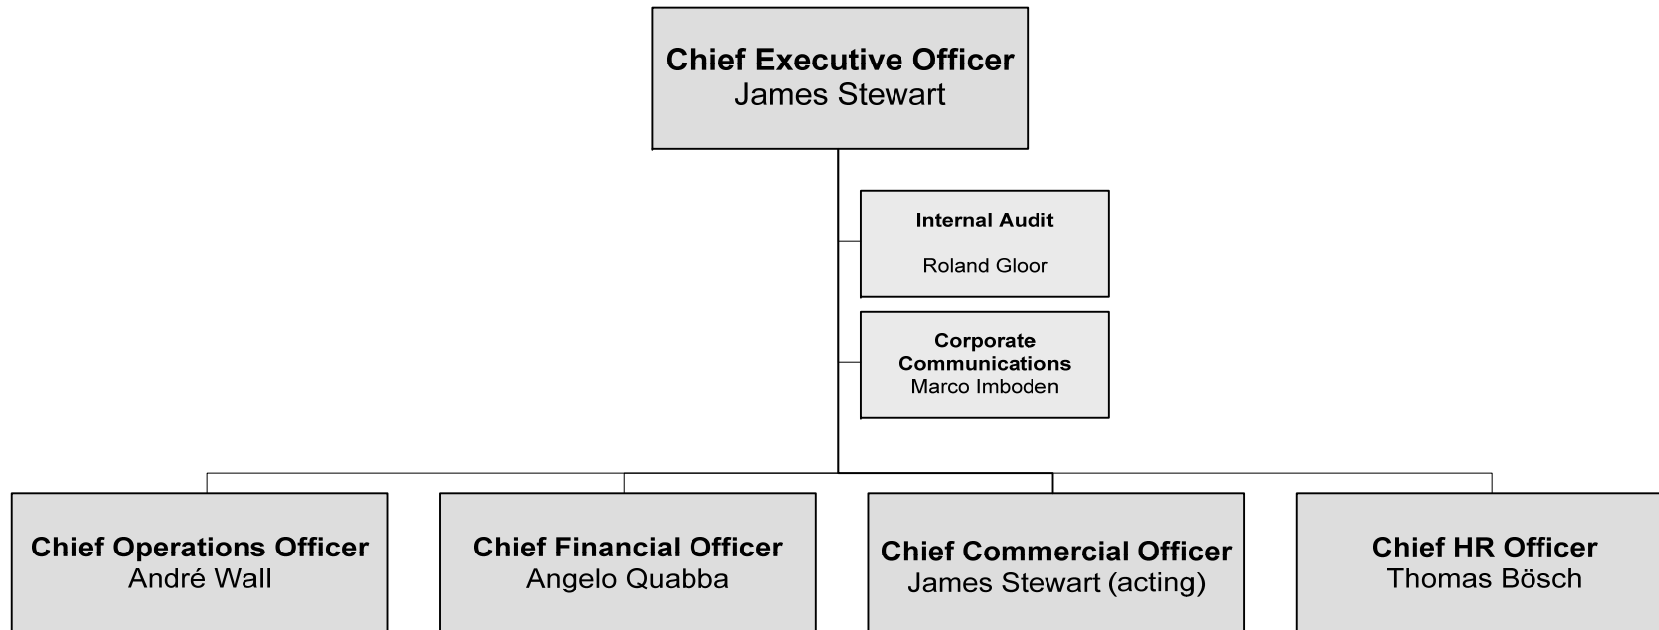 Chief Executive Officer
James Stewart
Internal Audit
Roland Gloor
Corporate
Communications
Marco Imboden
Chief Operations Officer
André Wall
Chief Financial Officer
Angelo Quabba
Chief Commercial Officer
James Stewart (acting)
Chief HR Officer
Thomas Bösch